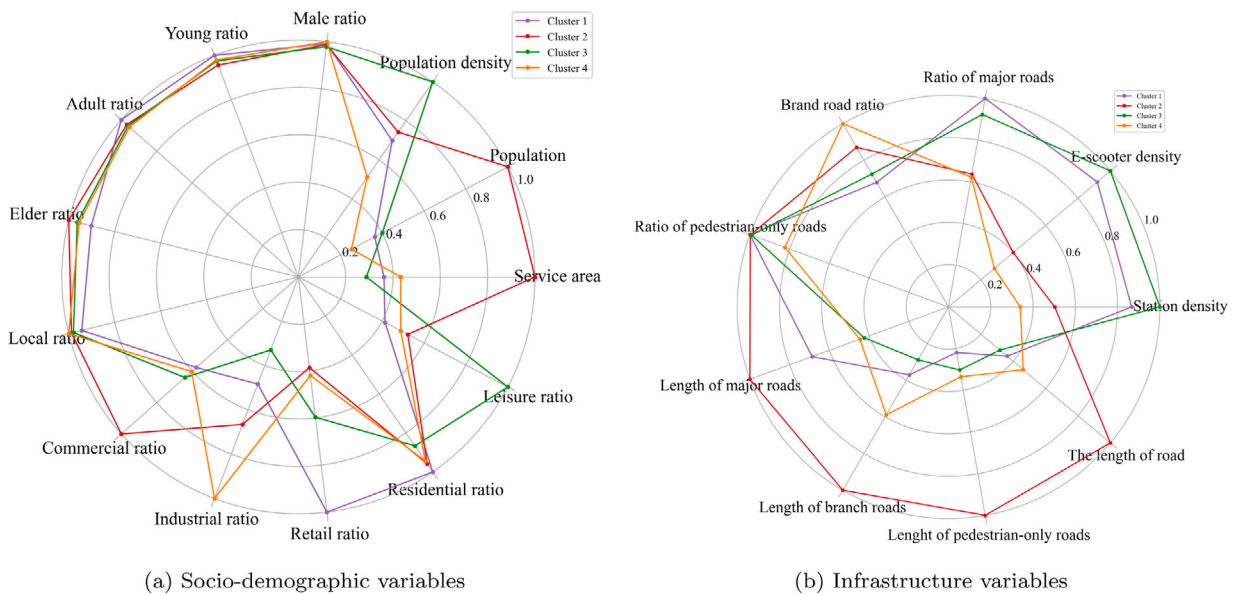 Male ratio
Young ratio
Population density
Adult ratio
Population
1.0
0.8
0.6
0.4
0.2
Elder ratio
Service area
Local ratio
Leisure ratio
Commercial ratio
Residential ratio
Industrial ratio
Retail ratio
Cluster 1
Cluster 2
Cluster 3
Cluster 4
(a) Socio-demographic variables
Ratio of major roads
Brand road ratio
E-scooter density
1.0
0.8
0.6
0.4
0.2
Ratio of pedestrian-only roads
Station density
Length of major roads
The length of road
Length of branch roads
Lenght of pedestrian-only roads
Cluster 1
Cluster 2
Cluster 3
Cluster 4
(b) Infrastructure variables